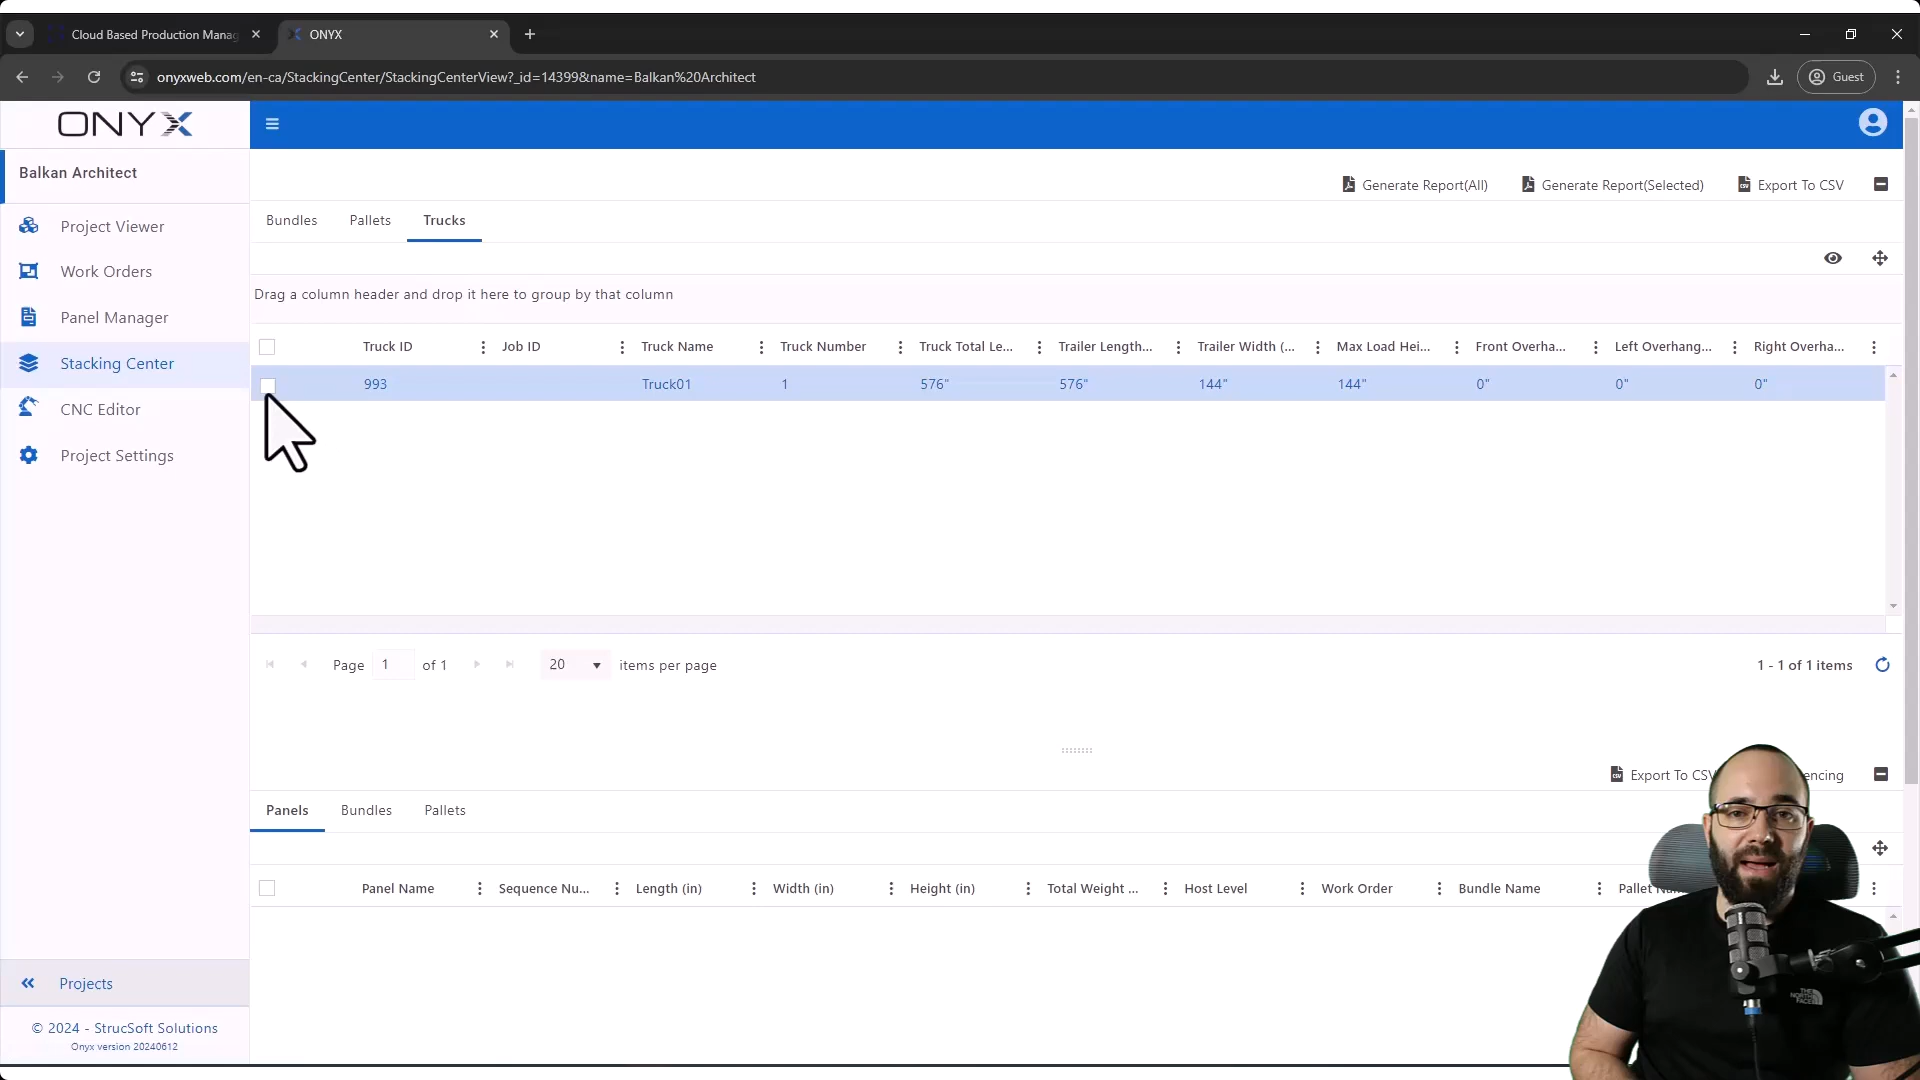 Cloud Based Production Manag
ONYX
onyxweb.com/en-ca/StackingCenter/StackingCenterView?_id=14399&name=Balkan%20Architect
Guest
ONYX
Balkan Architect
Project Viewer
Work Orders
Panel Manager
Stacking Center
CNC Editor
Project Settings
Projects
© 2024 - StrucSoft Solutions
Onyx version 20240612
Generate Report(All) Generate Report(Selected) Export To CSV
Bundles Pallets Trucks
Drag a column header and drop it here to group by that column
Truck ID Job ID Truck Name Truck Number Truck Total Le... Trailer Length... Trailer Width (... Max Load Hei... Front Overha... Left Overhang... Right Overha...
993 Truck01 1 576" 576" 144" 144" 0" 0" 0"
Page 1 of 1 20 items per page 1 - 1 of 1 items
Export To CSV
Panels Bundles Pallets
Panel Name Sequence Nu... Length (in) Width (in) Height (in) Total Weight ... Host Level Work Order Bundle Name Pallet
THE
NORTH
FACE